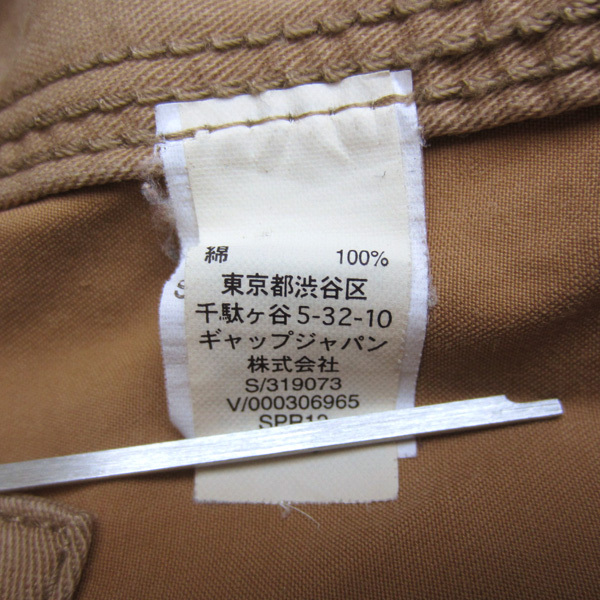 綿 100%
東京都渋谷区
千駄ヶ谷 5-32-10
ギャップジャパン
株式会社
S/319073
V/000306965